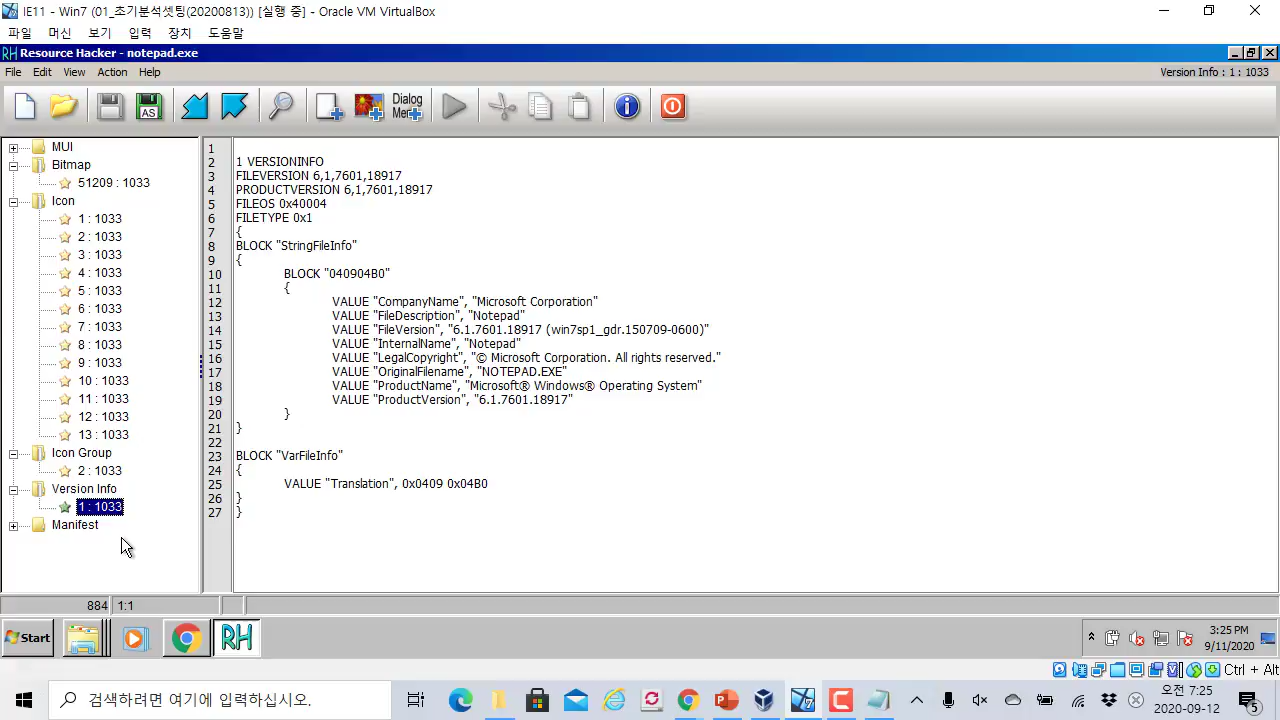 IE11 - Win7 (01_초기분석셋팅(20200813)) [실행 중] - Oracle VM VirtualBox
파일 머신 보기 입력 장치 도움말
RH Resource Hacker - notepad.exe
File Edit View Action Help
Version Info : 1 : 1033
AS
Dialog
Menu
MUI
Bitmap
51209 : 1033
Icon
1 : 1033
2 : 1033
3 : 1033
4 : 1033
5 : 1033
6 : 1033
7 : 1033
8 : 1033
9 : 1033
10 : 1033
11 : 1033
12 : 1033
13 : 1033
Icon Group
2 : 1033
Version Info
1 : 1033
Manifest
1
2 1 VERSIONINFO
3 FILEVERSION 6,1,7601,18917
4 PRODUCTVERSION 6,1,7601,18917
5 FILEOS 0x40004
6 FILETYPE 0x1
7 {
8 BLOCK "StringFileInfo"
9 {
10 BLOCK "040904B0"
11 {
12 VALUE "CompanyName", "Microsoft Corporation"
13 VALUE "FileDescription", "Notepad"
14 VALUE "FileVersion", "6.1.7601.18917 (win7sp1_gdr.150709-0600)"
15 VALUE "InternalName", "Notepad"
16 VALUE "LegalCopyright", "© Microsoft Corporation. All rights reserved."
17 VALUE "OriginalFilename", "NOTEPAD.EXE"
18 VALUE "ProductName", "Microsoft® Windows® Operating System"
19 VALUE "ProductVersion", "6.1.7601.18917"
20 }
21 }
22
23 BLOCK "VarFileInfo"
24 {
25 VALUE "Translation", 0x0409 0x04B0
26 }
27 }
884 1:1
Start
RH
3:25 PM
9/11/2020
Ctrl + Alt
검색하려면 여기에 입력하십시오.
오전 7:25
2020-09-12
5